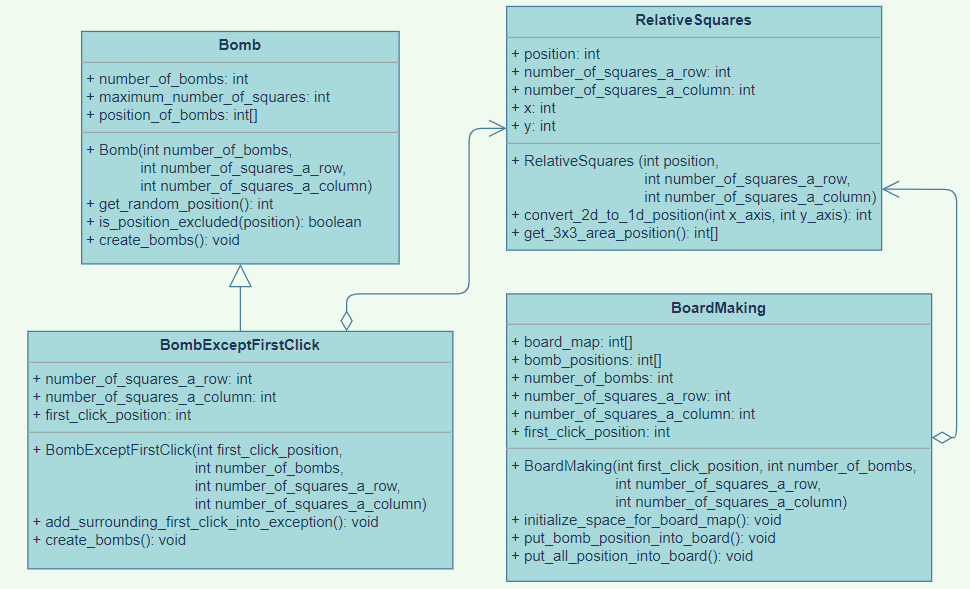 Bomb
+ number_of_bombs: int
+ maximum_number_of_squares: int
+ position_of_bombs: int[]
+ Bomb(int number_of_bombs,
int number_of_squares_a_row,
int number_of_squares_a_column)
+ get_random_position(): int
+ is_position_excluded(position): boolean
+ create_bombs(): void
RelativeSquares
+ position: int
+ number_of_squares_a_row: int
+ number_of_squares_a_column: int
+ x: int
+ y: int
+ RelativeSquares (int position,
int number_of_squares_a_row,
int number_of_squares_a_column)
+ convert_2d_to_1d_position(int x_axis, int y_axis): int
+ get_3x3_area_position(): int[]
BombExceptFirstClick
+ number_of_squares_a_row: int
+ number_of_squares_a_column: int
+ first_click_position: int
+ BombExceptFirstClick(int first_click_position,
int number_of_bombs,
int number_of_squares_a_row,
int number_of_squares_a_column)
+ add_surrounding_first_click_into_exception(): void
+ create_bombs(): void
BoardMaking
+ board_map: int[]
+ bomb_positions: int[]
+ number_of_bombs: int
+ number_of_squares_a_row: int
+ number_of_squares_a_column: int
+ first_click_position: int
+ BoardMaking(int first_click_position, int number_of_bombs,
int number_of_squares_a_row,
int number_of_squares_a_column)
+ initialize_space_for_board_map(): void
+ put_bomb_position_into_board(): void
+ put_all_position_into_board(): void